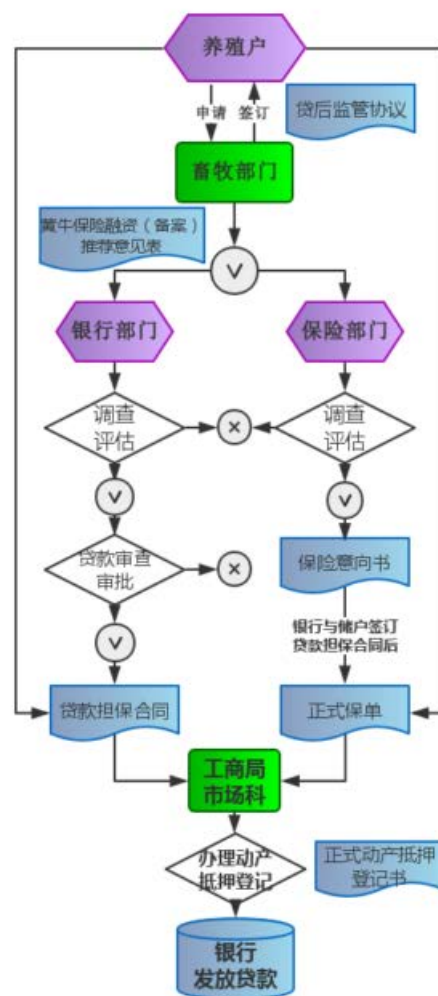 养殖户
申请
签订
贷后监管协议
畜牧部门
黄牛保险融资（备案）
推荐意见表
V
银行部门
保险部门
调查
评估
×
调查
评估
V
V
贷款审查
审批
×
保险意向书
V
银行与储户签订
贷款担保合同后
贷款担保合同
正式保单
工商局
市场科
办理动产
抵押登记
正式动产抵押
登记书
银行
发放贷款